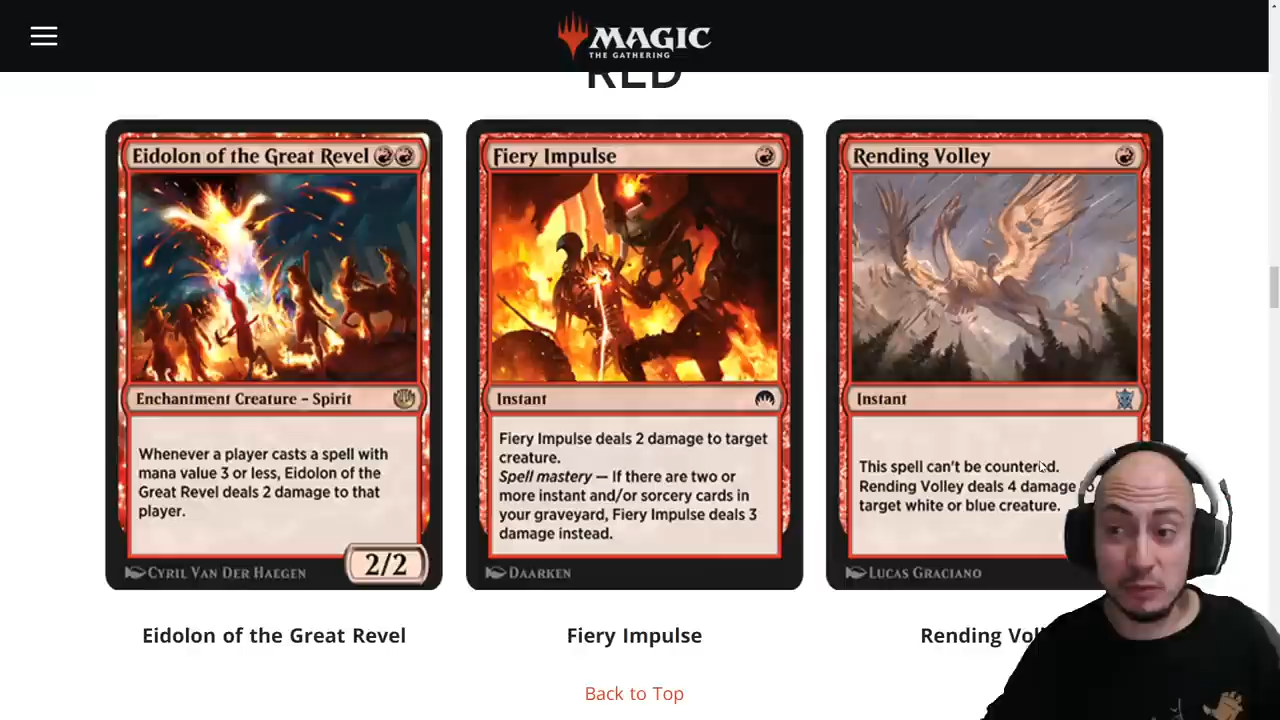 MAGIC
THE GATHERING
RED
Eidolon of the Great Revel
Enchantment Creature – Spirit
Whenever a player casts a spell with
mana value 3 or less, Eidolon of the
Great Revel deals 2 damage to that
player.
2/2
Cyril Van Der Haegen
Eidolon of the Great Revel
Fiery Impulse
Instant
Fiery Impulse deals 2 damage to target
creature.
Spell mastery — If there are two or
more instant and/or sorcery cards in
your graveyard, Fiery Impulse deals 3
damage instead.
Daarken
Fiery Impulse
Rending Volley
Instant
This spell can't be countered.
Rending Volley deals 4 damage to
target white or blue creature.
Lucas Graciano
Rending Vol
Back to Top